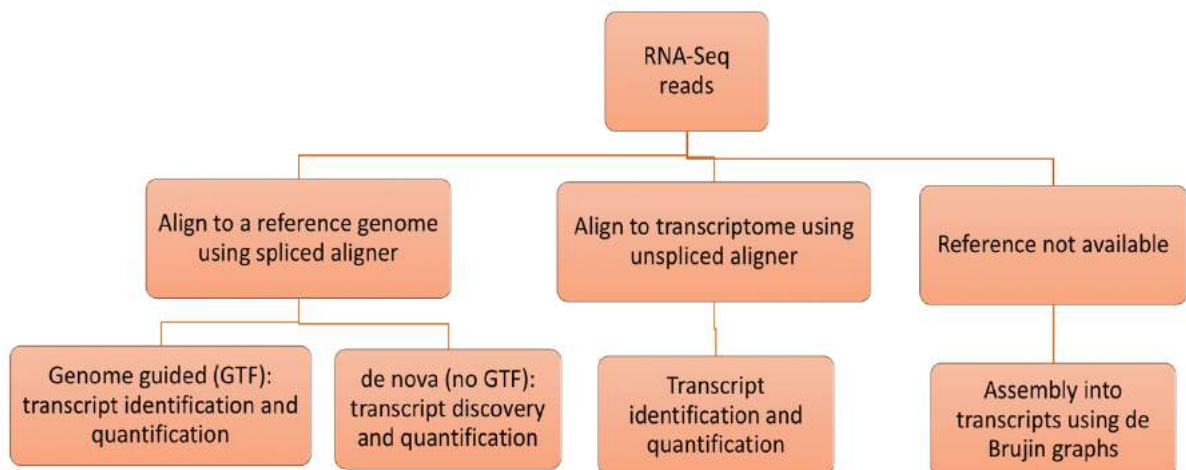 RNA-Seq
reads
Align to a reference genome
using spliced aligner
Align to transcriptome using
unspliced aligner
Reference not available
Genome guided (GTF):
transcript identification and
quantification
de nova (no GTF):
transcript discovery
and quantification
Transcript
identification and
quantification
Assembly into
transcripts using de
Brujin graphs